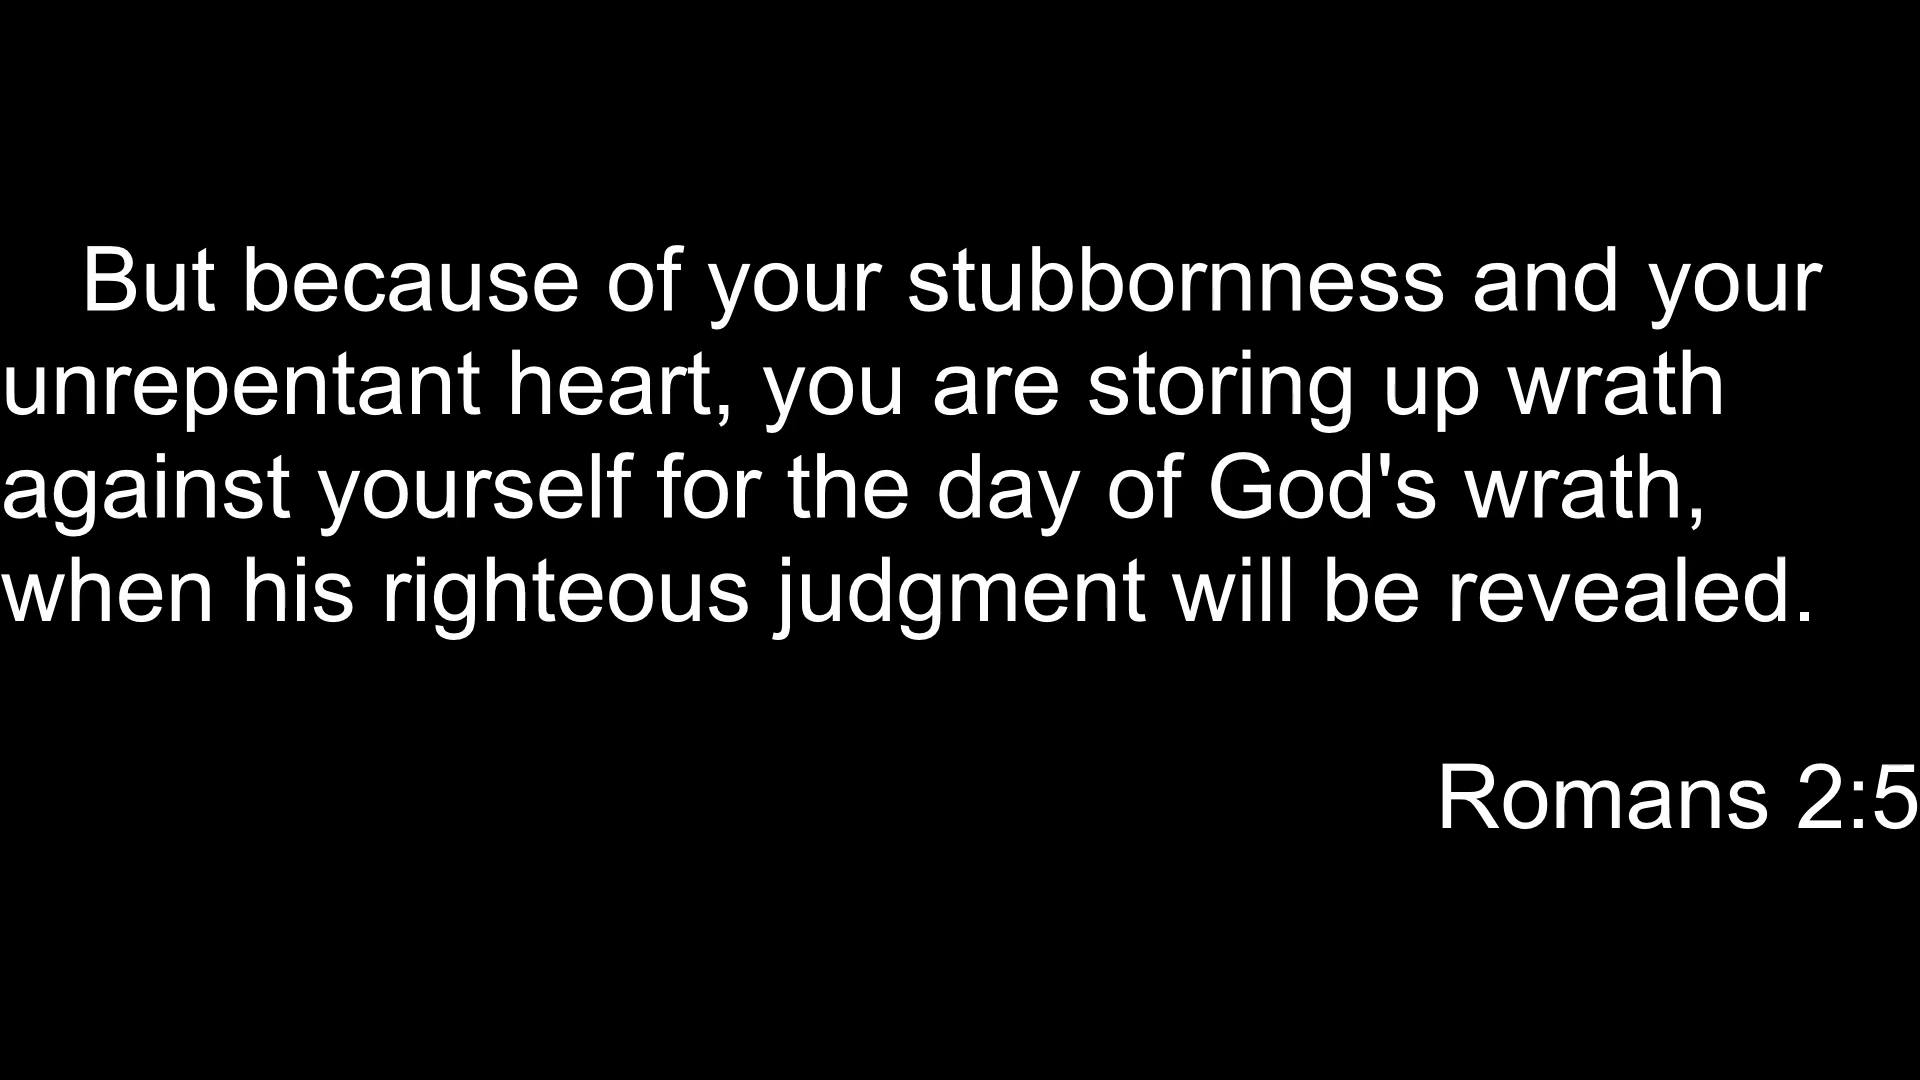 But because of your stubbornness and your
unrepentant heart, you are storing up wrath
against yourself for the day of God's wrath,
when his righteous judgment will be revealed.
Romans 2:5